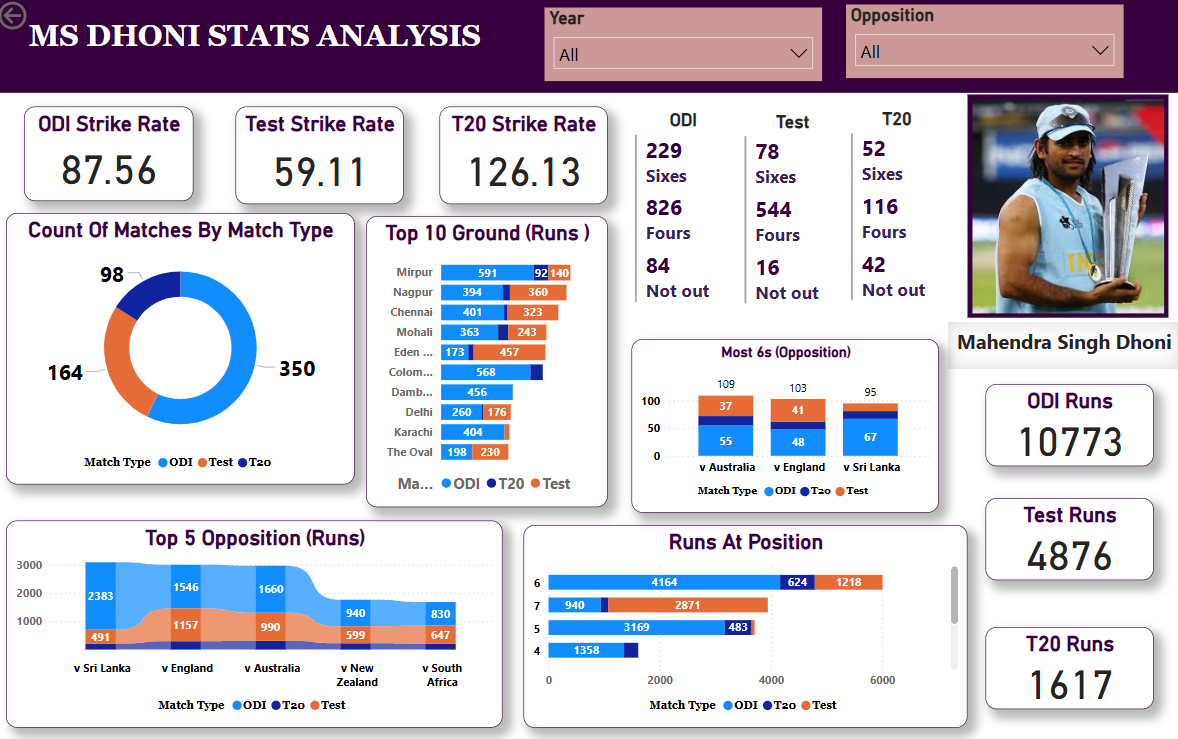 MS DHONI STATS ANALYSIS
Year
All
Opposition
All
ODI Strike Rate
87.56
Test Strike Rate
59.11
T20 Strike Rate
126.13
ODI
229
Sixes
826
Fours
84
Not out
Test
78
Sixes
544
Fours
16
Not out
T20
52
Sixes
116
Fours
42
Not out
Mahendra Singh Dhoni
Count Of Matches By Match Type
98
164
350
Match Type ODI Test T20
Top 10 Ground (Runs )
Mirpur 591 92 140
Nagpur 394 360
Chennai 401 323
Mohali 363 243
Eden ... 173 457
Colom... 568
Damb... 456
Delhi 260 176
Karachi 404
The Oval 198 230
Ma... ODI T20 Test
Most 6s (Opposition)
100
50
0
109
37
55
103
41
48
95
67
v Australia v England v Sri Lanka
Match Type ODI T20 Test
ODI Runs
10773
Test Runs
4876
T20 Runs
1617
Top 5 Opposition (Runs)
3000
2000
1000
2383
491
1546
1157
1660
990
940
599
830
647
v Sri Lanka v England v Australia v New Zealand v South Africa
Match Type ODI T20 Test
Runs At Position
6 4164 624 1218
7 940 2871
5 3169 483
4 1358
0 2000 4000 6000
Match Type ODI T20 Test